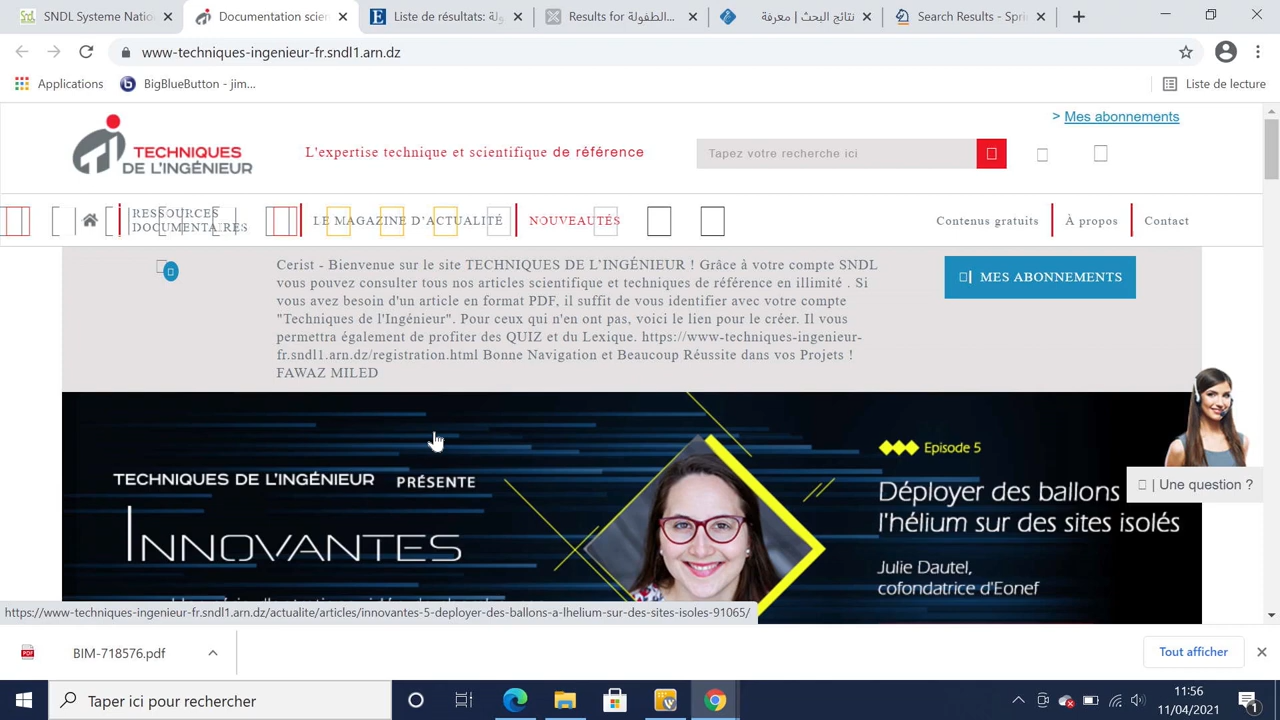 SNDL Systeme Natio
Documentation scien
Liste de résultats: ولة
Results for الطفولة...
نتائج البحث | معرفة
Search Results - Spri
www-techniques-ingenieur-fr.sndl1.arn.dz
Applications
BigBlueButton - jim...
Liste de lecture
> Mes abonnements
TECHNIQUES
DE L'INGÉNIEUR
L'expertise technique et scientifique de référence
Tapez votre recherche ici
RESSOURCES
DOCUMENTAIRES
LE MAGAZINE D'ACTUALITÉ
NOUVEAUTÉS
Contenus gratuits
À propos
Contact
Cerist - Bienvenue sur le site TECHNIQUES DE L'INGÉNIEUR ! Grâce à votre compte SNDL
vous pouvez consulter tous nos articles scientifique et techniques de référence en illimité . Si
vous avez besoin d'un article en format PDF, il suffit de vous identifier avec votre compte
"Techniques de l'Ingénieur". Pour ceux qui n'en ont pas, voici le lien pour le créer. Il vous
permettra également de profiter des QUIZ et du Lexique. https://www-techniques-ingenieur-
fr.sndl1.arn.dz/registration.html Bonne Navigation et Beaucoup Réussite dans vos Projets !
FAWAZ MILED
MES ABONNEMENTS
TECHNIQUES DE L'INGÉNIEUR PRÉSENTE
INNOVANTES
Episode 5
Déployer des ballons
l'hélium sur des sites isolés
Julie Dautel,
cofondatrice d'Eonef
| Une question ?
https://www-techniques-ingenieur-fr.sndl1.arn.dz/actualite/articles/innovantes-5-deployer-des-ballons-a-lhelium-sur-des-sites-isoles-91065/
BIM-718576.pdf
Tout afficher
Taper ici pour rechercher
11:56
11/04/2021
1